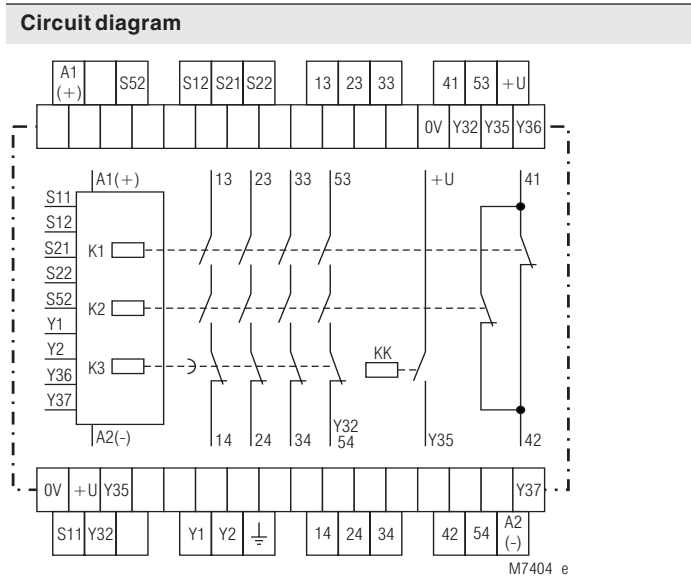 Circuit diagram
A1 (+) S52 S12 S21 S22 13 23 33 41 53 +U
0V Y32 Y35 Y36
A1(+) 13 23 33 53 +U 41
S11
S12
S21 K1
S22
S52 K2
Y1
Y2 KK
Y36 K3
Y37
Y32
A2(-) 14 24 34 54 Y35 42
0V +U Y35 Y37
S11 Y32 Y1 Y2 14 24 34 42 54 A2 (-)
M7404 e